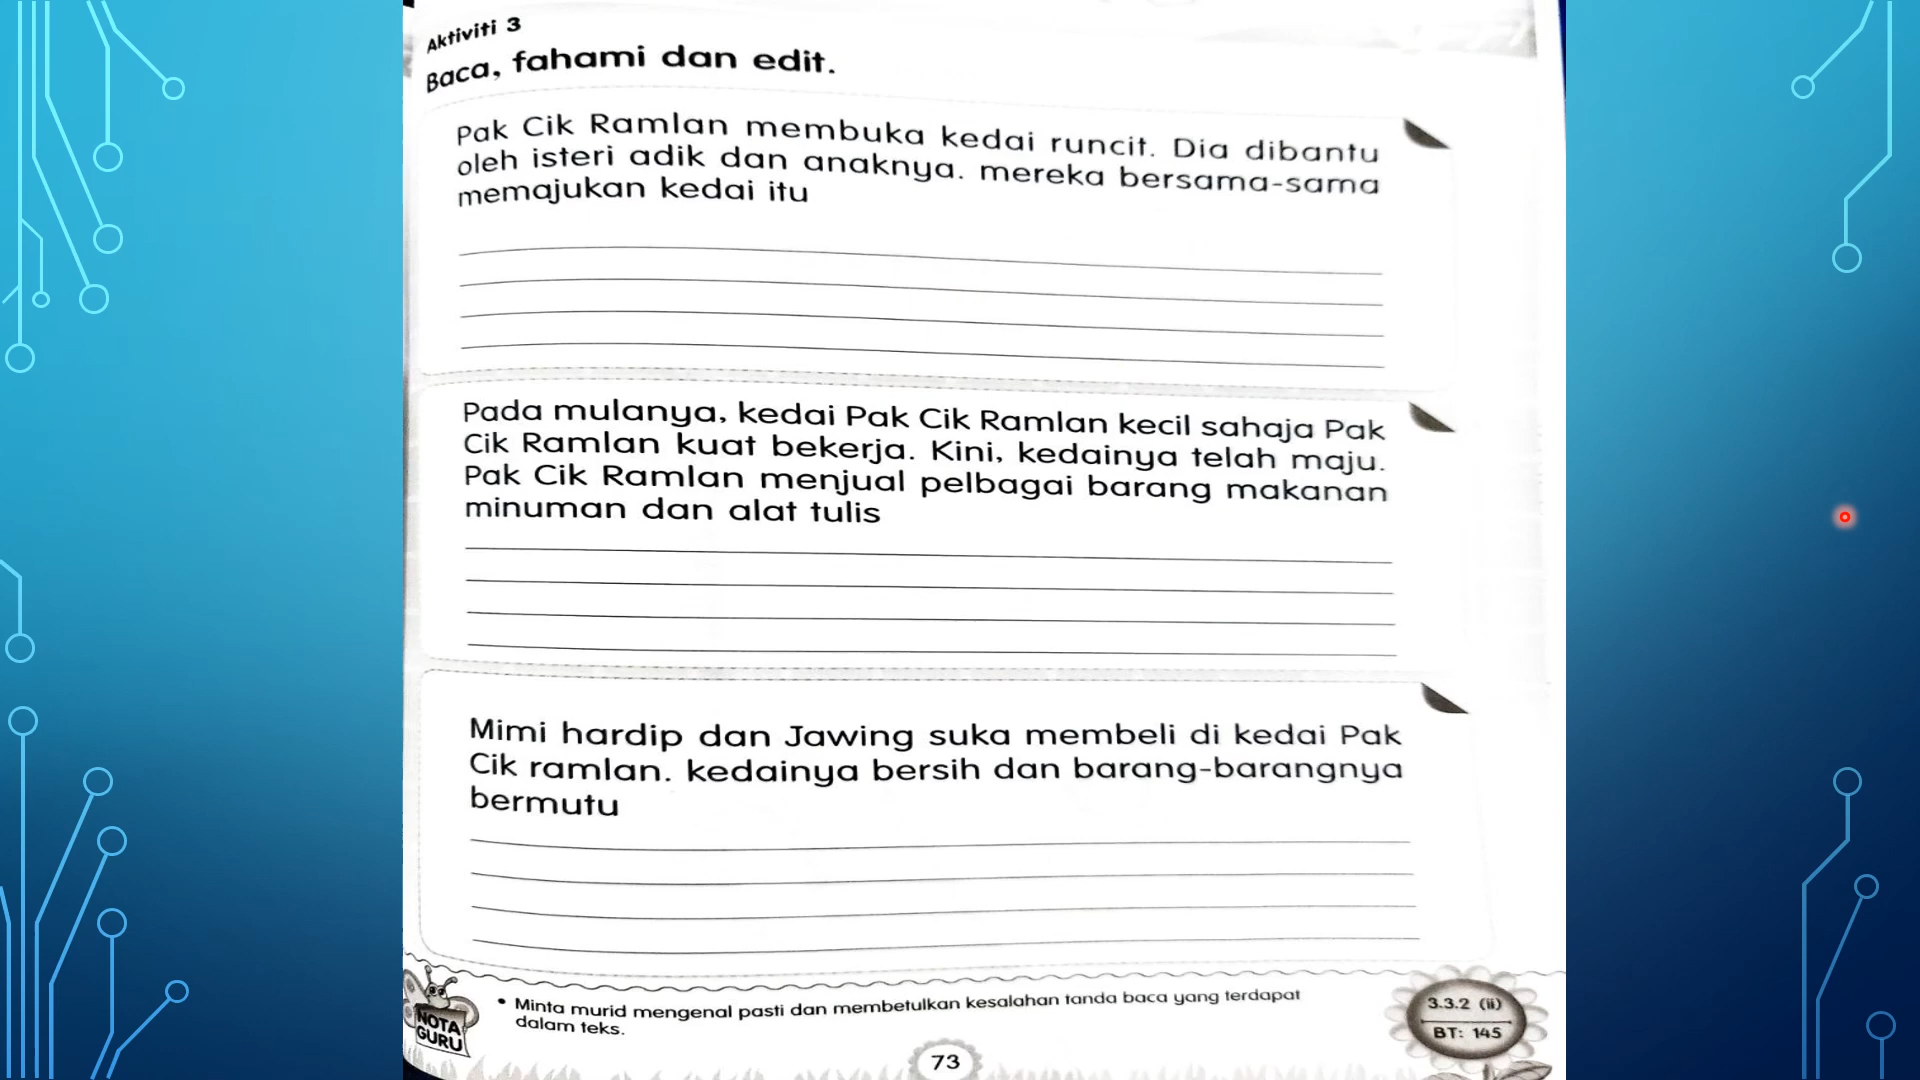 Aktiviti 3
Baca, fahami dan edit.
Pak Cik Ramlan membuka kedai runcit. Dia dibantu
oleh isteri adik dan anaknya. mereka bersama-sama
memajukan kedai itu
Pada mulanya, kedai Pak Cik Ramlan kecil sahaja Pak
Cik Ramlan kuat bekerja. Kini, kedainya telah maju.
Pak Cik Ramlan menjual pelbagai barang makanan
minuman dan alat tulis
Mimi hardip dan Jawing suka membeli di kedai Pak
Cik ramlan. kedainya bersih dan barang-barangnya
bermutu
NOTA
GURU
• Minta murid mengenal pasti dan membetulkan kesalahan tanda baca yang terdapat
dalam teks.
3.3.2 (ii)
BT: 145
73